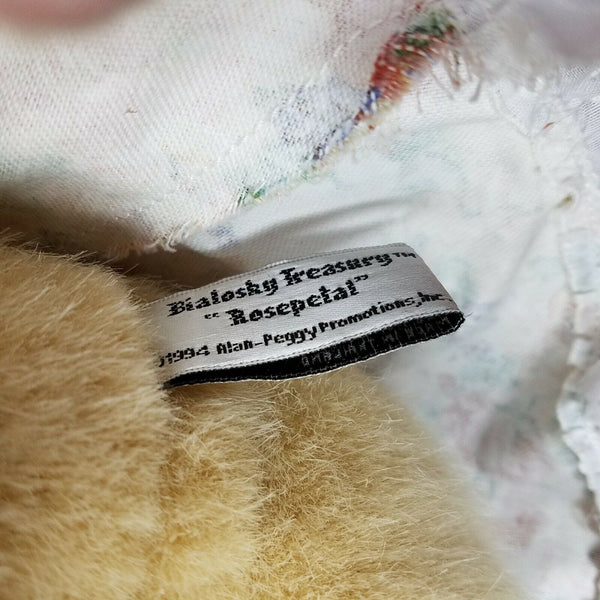 Bialosky Treasury™
"Rosepetal"
©1994 Alan-Peggy Promotions, Inc.